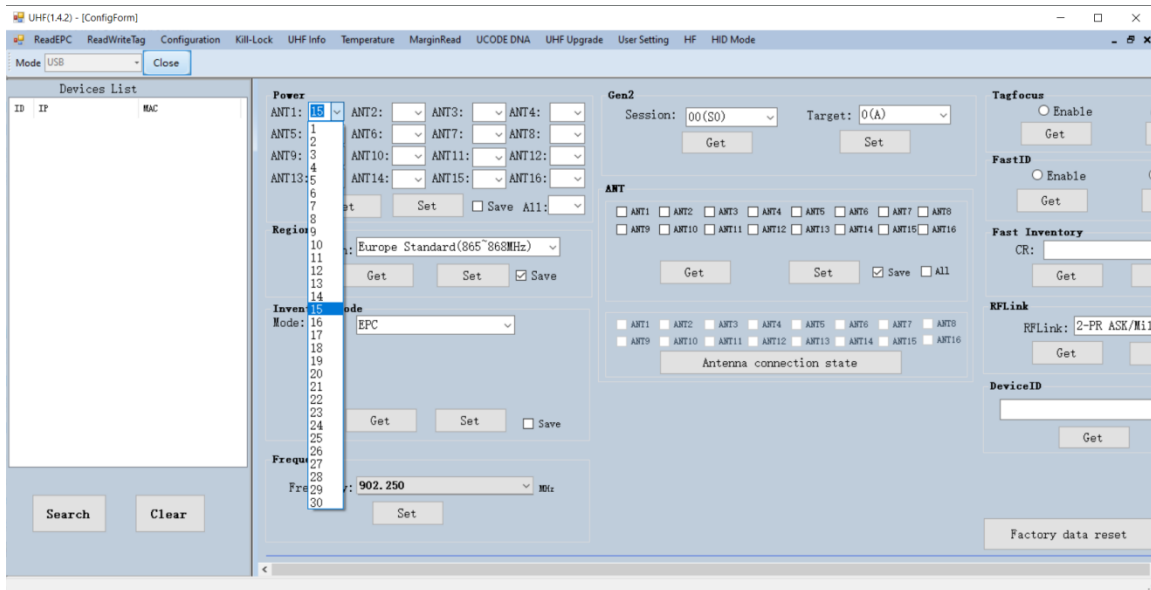 UHF(1.4.2) - [ConfigForm]
ReadEPC ReadWriteTag Configuration Kill-Lock UHF Info Temperature MarginRead UCODE DNA UHF Upgrade User Setting HF HID Mode
Mode USB Close
Devices List
ID IP MAC
Search Clear
Power
ANT1: 15 ANT2: ANT3: ANT4:
ANT5: ANT6: ANT7: ANT8:
ANT9: ANT10: ANT11: ANT12:
ANT13: ANT14: ANT15: ANT16:
Set Save All:
1
2
3
4
5
6
7
8
9
10
11
12
13
14
15
16
17
18
19
20
21
22
23
24
25
26
27
28
29
30
Europe Standard(865~868MHz)
Get Set Save
Mode: EPC
Get Set Save
902.250 MHz
Set
Gen2
Session: 00(S0) Target: 0(A)
Get Set
ANT
ANT1 ANT2 ANT3 ANT4 ANT5 ANT6 ANT7 ANT8
ANT9 ANT10 ANT11 ANT12 ANT13 ANT14 ANT15 ANT16
Get Set Save All
ANT1 ANT2 ANT3 ANT4 ANT5 ANT6 ANT7 ANT8
ANT9 ANT10 ANT11 ANT12 ANT13 ANT14 ANT15 ANT16
Antenna connection state
Tagfocus
Enable
Get
FastID
Enable
Get
Fast Inventory
CR:
Get
RFLink
RFLink: 2-PR ASK/Mil
Get
DeviceID
Get
Factory data reset